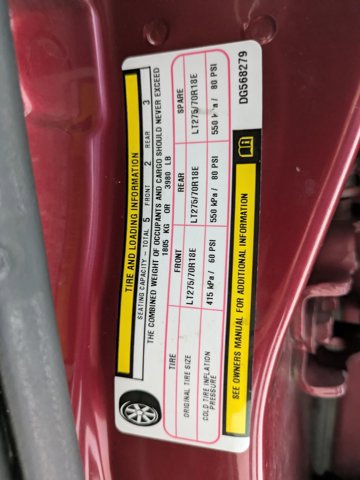 TIRE AND LOADING INFORMATION
SEATING CAPACITY - TOTAL 5 FRONT 2 REAR 3
THE COMBINED WEIGHT OF OCCUPANTS AND CARGO SHOULD NEVER EXCEED
1805 KG OR 3980 LB
TIRE FRONT REAR SPARE
ORIGINAL TIRE SIZE LT275/70R18E LT275/70R18E LT275/70R18E
COLD TIRE INFLATION PRESSURE 415 kPa / 60 PSI 550 kPa / 80 PSI 550 kPa / 80 PSI
SEE OWNERS MANUAL FOR ADDITIONAL INFORMATION
DG568279